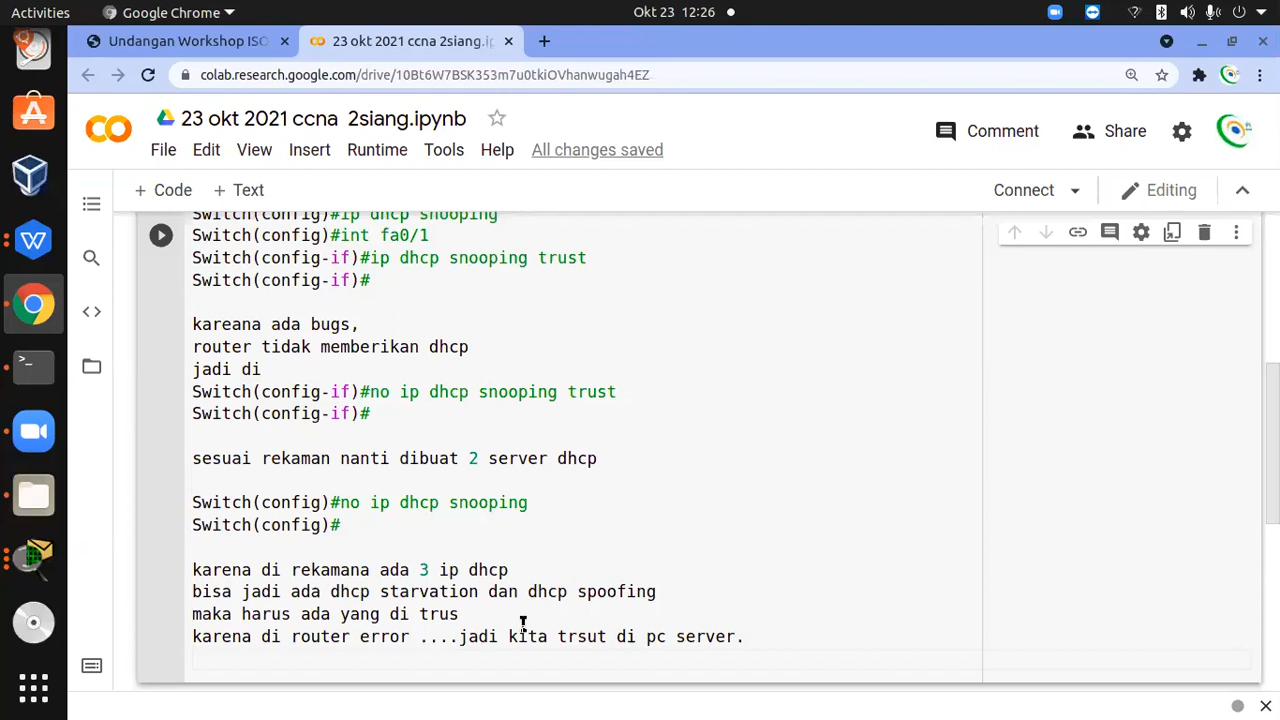 Activities
Google Chrome
Okt 23 12:26
Undangan Workshop ISO
23 okt 2021 ccna 2siang.ip
colab.research.google.com/drive/10Bt6W7BSK353m7u0tkiOVhanwugah4EZ
23 okt 2021 ccna 2siang.ipynb
Comment
Share
File Edit View Insert Runtime Tools Help All changes saved
+ Code + Text
Connect
Editing
Switch(config)#ip dhcp snooping
Switch(config)#int fa0/1
Switch(config-if)#ip dhcp snooping trust
Switch(config-if)#
kareana ada bugs,
router tidak memberikan dhcp
jadi di
Switch(config-if)#no ip dhcp snooping trust
Switch(config-if)#
sesuai rekaman nanti dibuat 2 server dhcp
Switch(config)#no ip dhcp snooping
Switch(config)#
karena di rekamana ada 3 ip dhcp
bisa jadi ada dhcp starvation dan dhcp spoofing
maka harus ada yang di trus
karena di router error ....jadi kita trsut di pc server.